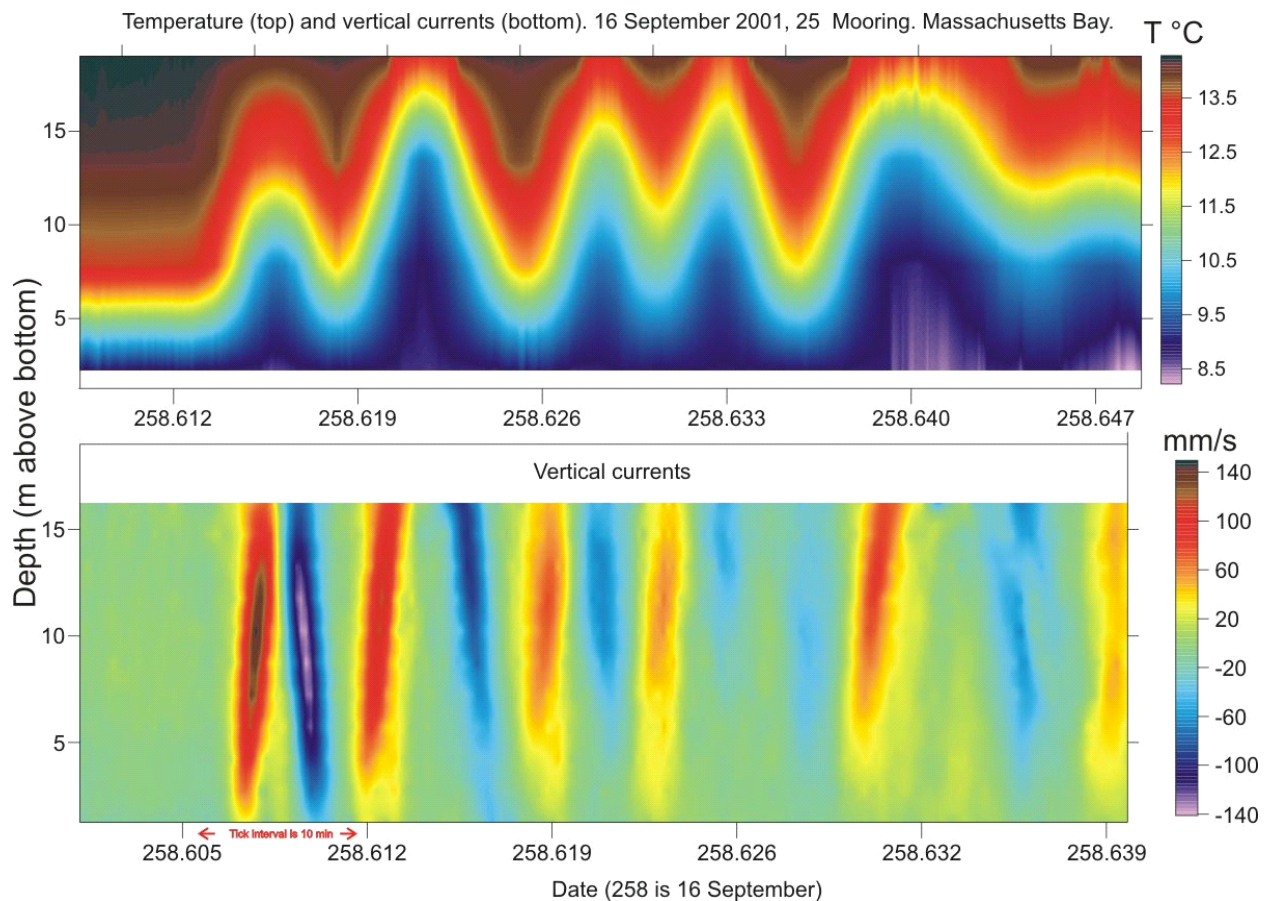 Temperature (top) and vertical currents (bottom). 16 September 2001, 25 Mooring. Massachusetts Bay.
T °C
15
10
5
13.5
12.5
11.5
10.5
9.5
8.5
258.612 258.619 258.626 258.633 258.640 258.647
Depth (m above bottom)
Vertical currents
mm/s
15
10
5
140
100
60
20
-20
-60
-100
-140
Tick interval is 10 min
258.605 258.612 258.619 258.626 258.632 258.639
Date (258 is 16 September)